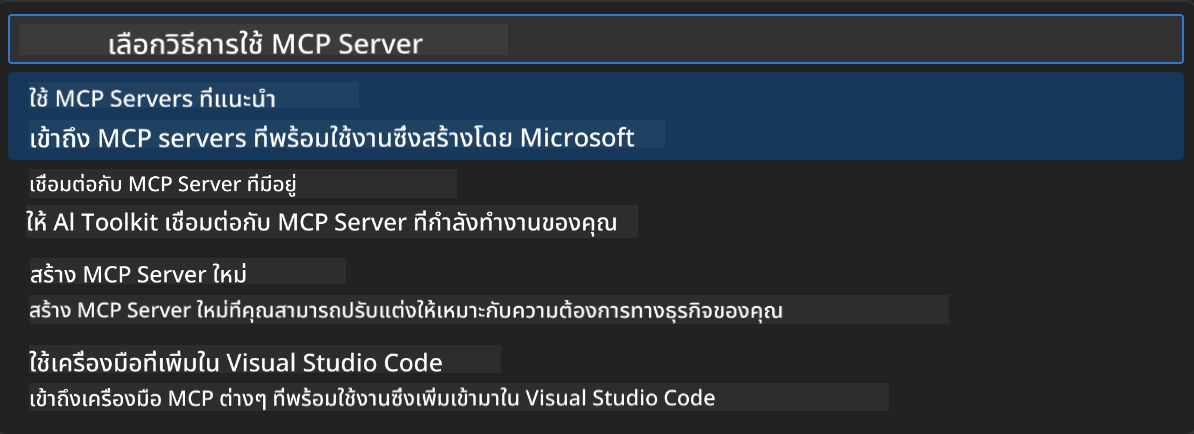 เลือกวิธีการใช้ MCP Server
ใช้ MCP Servers ที่แนะนำ
เข้าถึง MCP servers ที่พร้อมใช้งานซึ่งสร้างโดย Microsoft
เชื่อมต่อกับ MCP Server ที่มีอยู่
ให้ AI Toolkit เชื่อมต่อกับ MCP Server ที่กำลังทำงานของคุณ
สร้าง MCP Server ใหม่
สร้าง MCP Server ใหม่ที่คุณสามารถปรับแต่งให้เหมาะกับความต้องการทางธุรกิจของคุณ
ใช้เครื่องมือที่เพิ่มใน Visual Studio Code
เข้าถึงเครื่องมือ MCP ต่างๆ ที่พร้อมใช้งานซึ่งเพิ่มเข้ามาใน Visual Studio Code